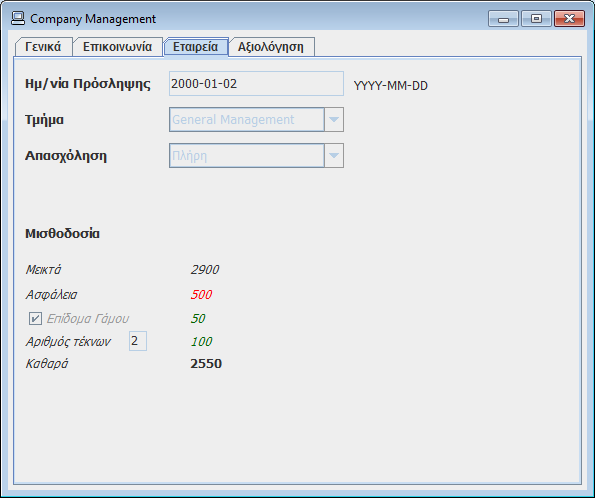 Company Management
Γενικά Επικοινωνία Εταιρεία Αξιολόγηση
Ημ/νία Πρόσληψης 2000-01-02 YYYY-MM-DD
Τμήμα General Management
Απασχόληση Πλήρη
Μισθοδοσία
Μεικτά 2900
Ασφάλεια 500
Επίδομα Γάμου 50
Αριθμός τέκνων 2 100
Καθαρά 2550